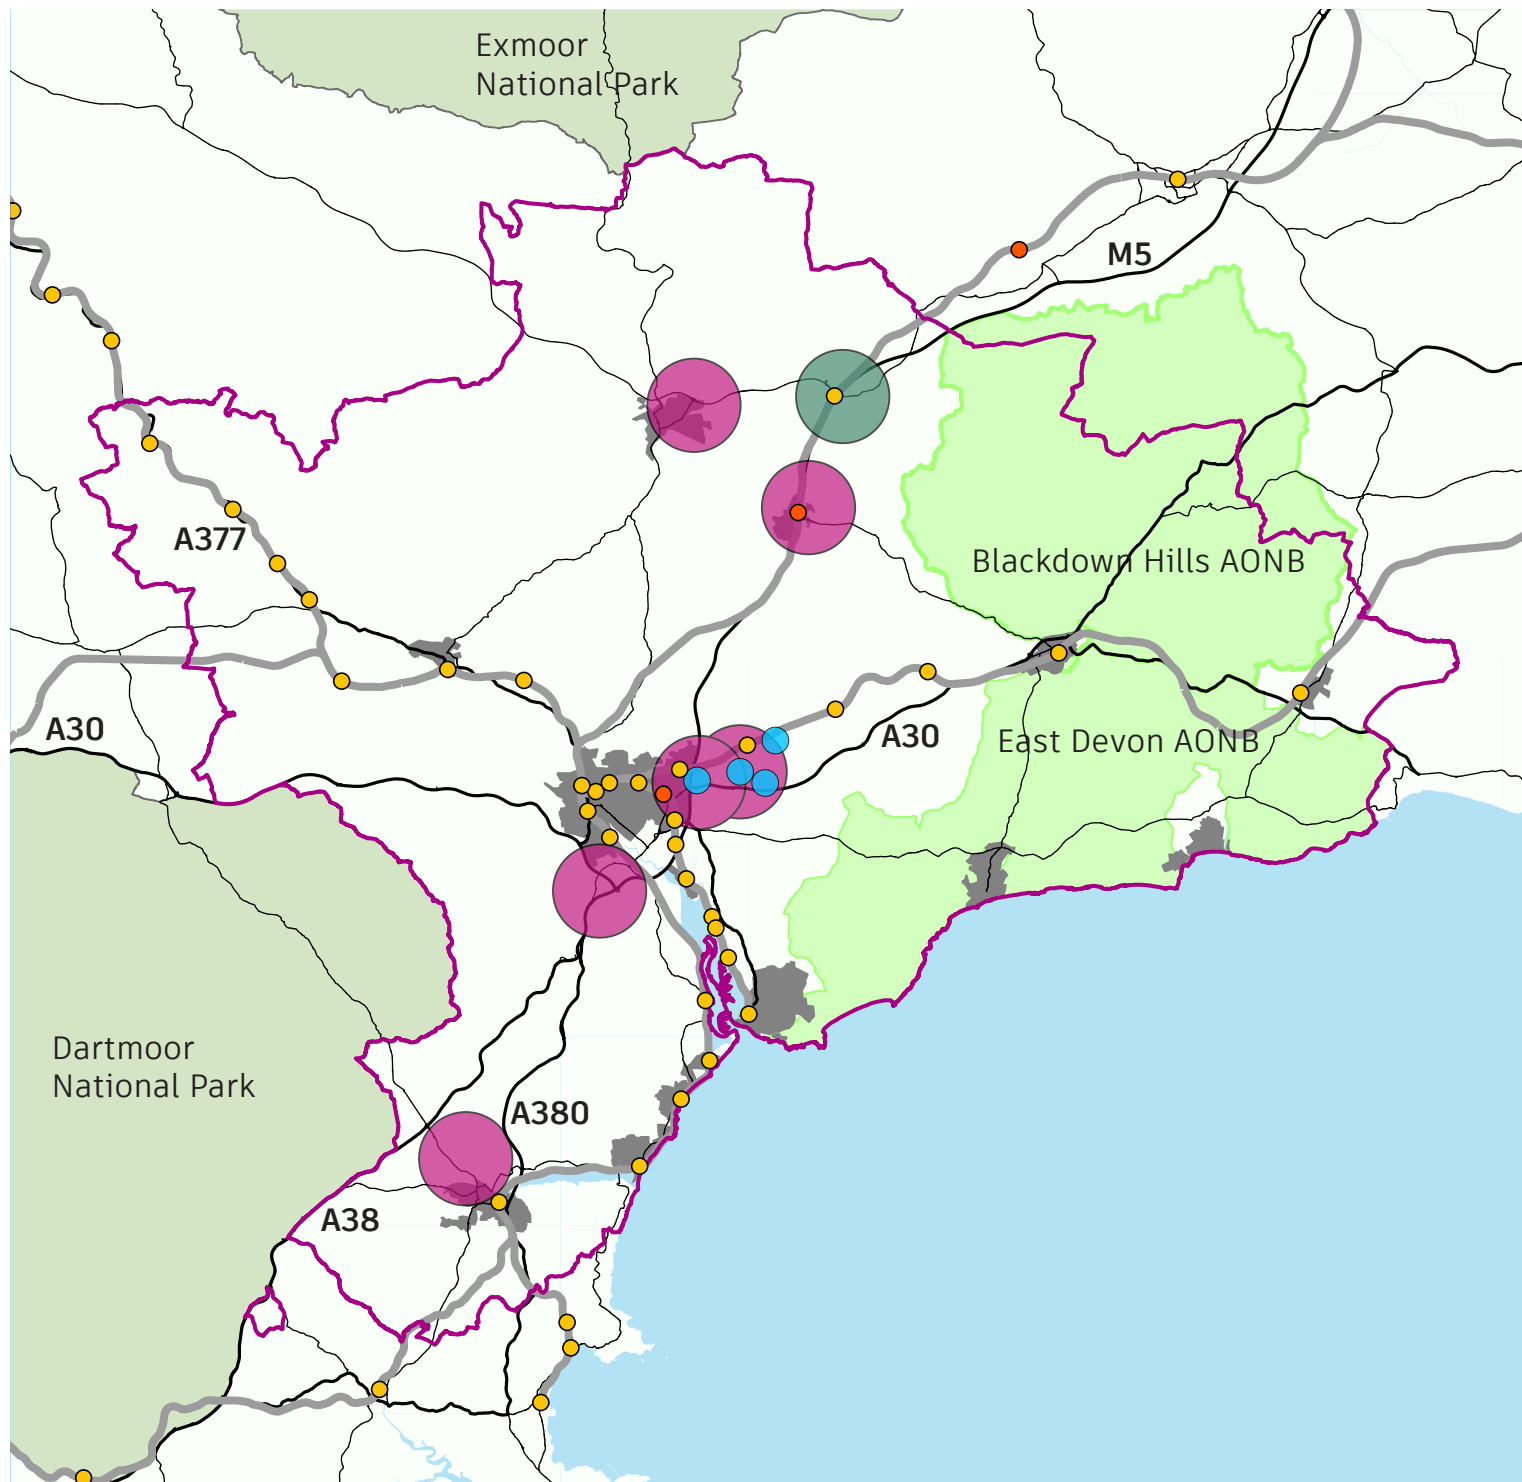 Exmoor
National Park
M5
A377
Blackdown Hills AONB
A30
A30
East Devon AONB
Dartmoor
National Park
A380
A38